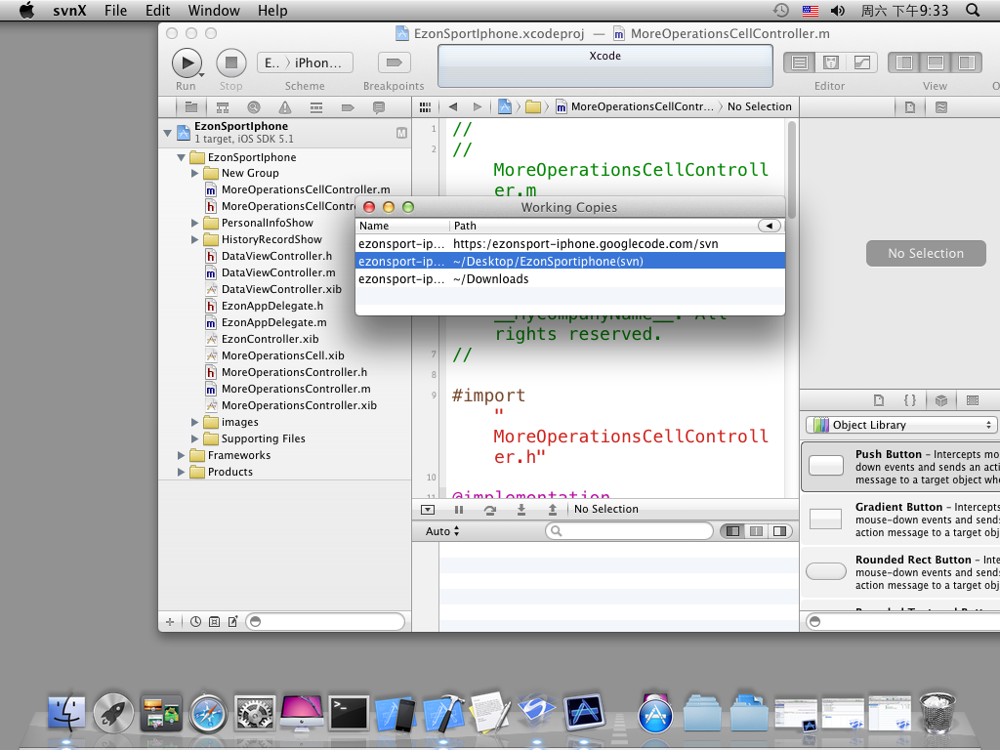 svnX File Edit Window Help 周六 下午9:33
EzonSportIphone.xcodeproj — MoreOperationsCellController.m
E.. iPhon...
Xcode
Run Stop Scheme Breakpoints Editor View
MoreOperationsCellContr... No Selection
EzonSportIphone
1 target, iOS SDK 5.1
M
EzonSportIphone
New Group
MoreOperationsCellController.m
PersonalInfoShow
HistoryRecordShow
DataViewController.h
DataViewController.m
DataViewController.xib
EzonAppDelegate.h
EzonAppDelegate.m
EzonController.xib
MoreOperationsCell.xib
MoreOperationsController.h
MoreOperationsController.m
MoreOperationsController.xib
images
Supporting Files
Frameworks
Products
1 //
2 //
MoreOperationsCellControll
er.m
Working Copies
Name Path
ezonsport-ip... https:/ezonsport-iphone.googlecode.com/svn
ezonsport-ip... ~/Desktop/EzonSportiphone(svn)
ezonsport-ip... ~/Downloads
rights reserved.
7 //
8
9 #import
"
MoreOperationsCellControll
er.h"
10
@implementation
No Selection
Auto
No Selection
Object Library
Push Button – Intercepts mo
down events and sends an acti
message to a target object whe
Gradient Button – Intercepts
mouse-down events and sends
action message to a target obj
Rounded Rect Button – Interc
mouse-down events and sends
action message to a target obj